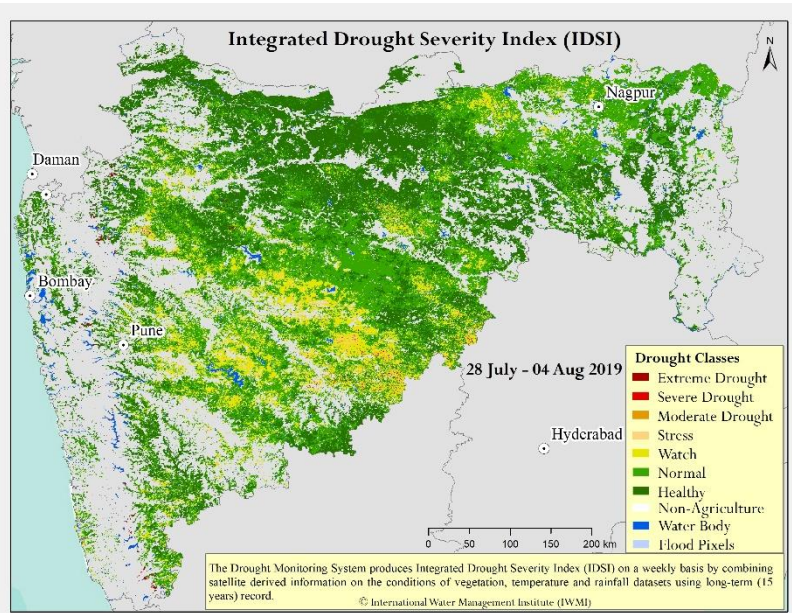 Integrated Drought Severity Index (IDSI)
N
Nagpur
Daman
Bombay
Pune
28 July - 04 Aug 2019
Hyderabad
Drought Classes
Extreme Drought
Severe Drought
Moderate Drought
Stress
Watch
Normal
Healthy
Non-Agriculture
Water Body
Flood Pixels
0 50 100 150 200 km
The Drought Monitoring System produces Integrated Drought Severity Index (IDSI) on a weekly basis by combining
satellite derived information on the conditions of vegetation, temperature and rainfall datasets using long-term (15
years) record.
© International Water Management Institute (IWMI)